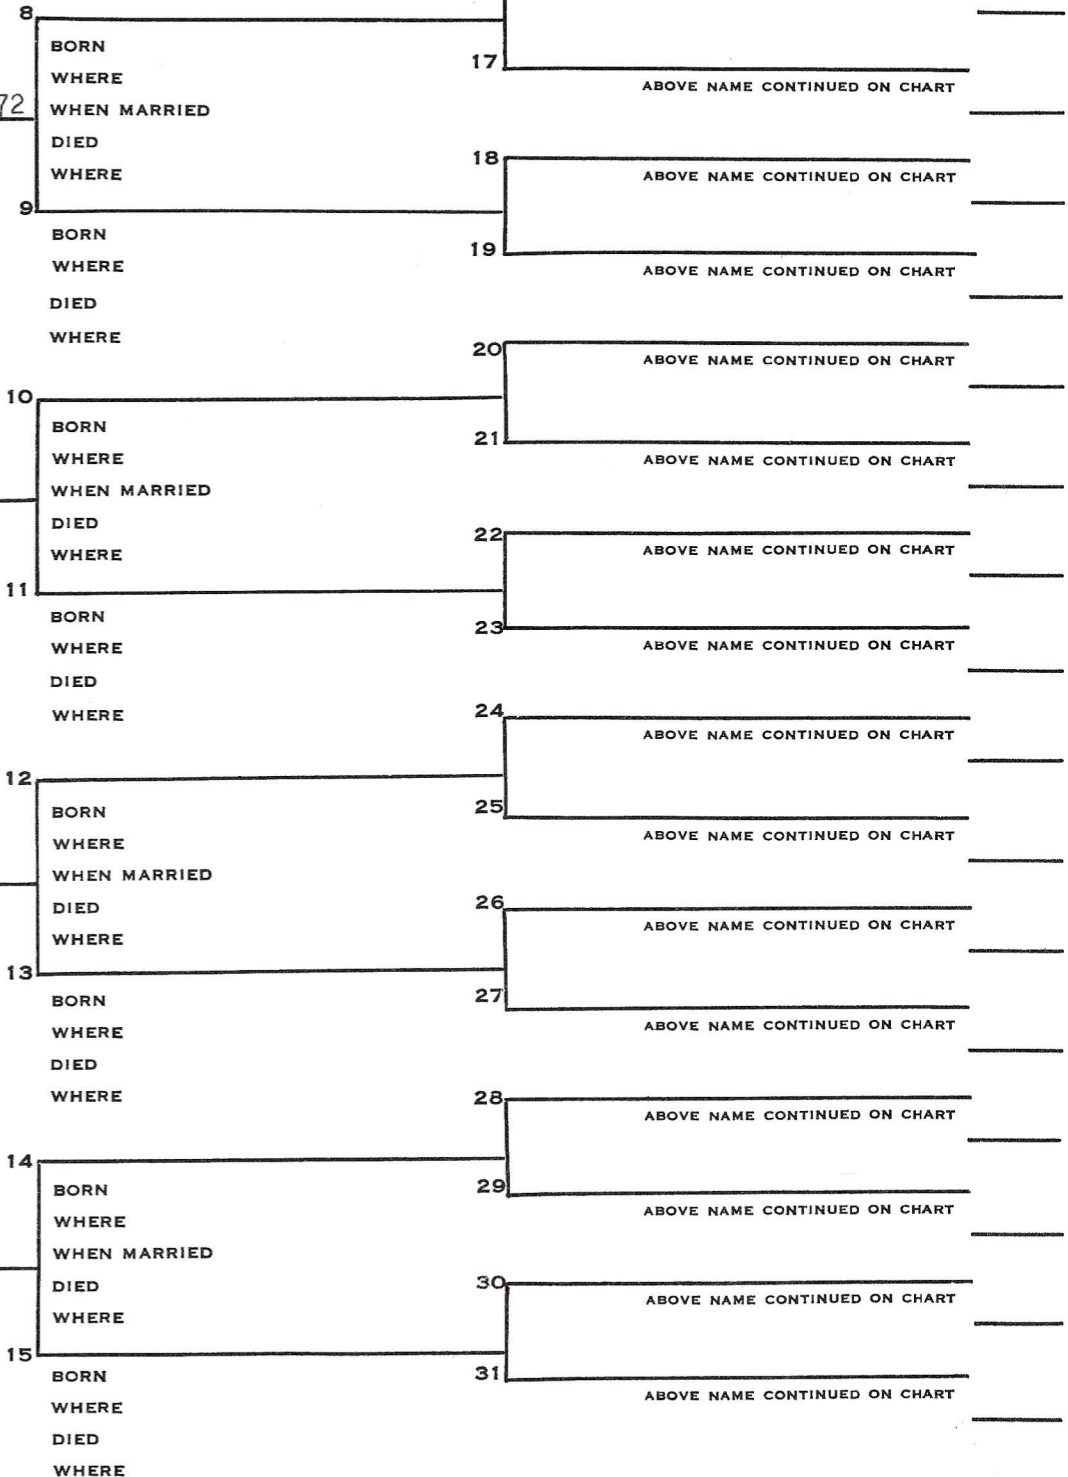 8
BORN
WHERE
72
WHEN MARRIED
DIED
WHERE
9
BORN
WHERE
DIED
WHERE
10
BORN
WHERE
WHEN MARRIED
DIED
WHERE
11
BORN
WHERE
DIED
WHERE
12
BORN
WHERE
WHEN MARRIED
DIED
WHERE
13
BORN
WHERE
DIED
WHERE
14
BORN
WHERE
WHEN MARRIED
DIED
WHERE
15
BORN
WHERE
DIED
WHERE
17
ABOVE NAME CONTINUED ON CHART
18
ABOVE NAME CONTINUED ON CHART
19
ABOVE NAME CONTINUED ON CHART
20
ABOVE NAME CONTINUED ON CHART
21
ABOVE NAME CONTINUED ON CHART
22
ABOVE NAME CONTINUED ON CHART
23
ABOVE NAME CONTINUED ON CHART
24
ABOVE NAME CONTINUED ON CHART
25
ABOVE NAME CONTINUED ON CHART
26
ABOVE NAME CONTINUED ON CHART
27
ABOVE NAME CONTINUED ON CHART
28
ABOVE NAME CONTINUED ON CHART
29
ABOVE NAME CONTINUED ON CHART
30
ABOVE NAME CONTINUED ON CHART
31
ABOVE NAME CONTINUED ON CHART